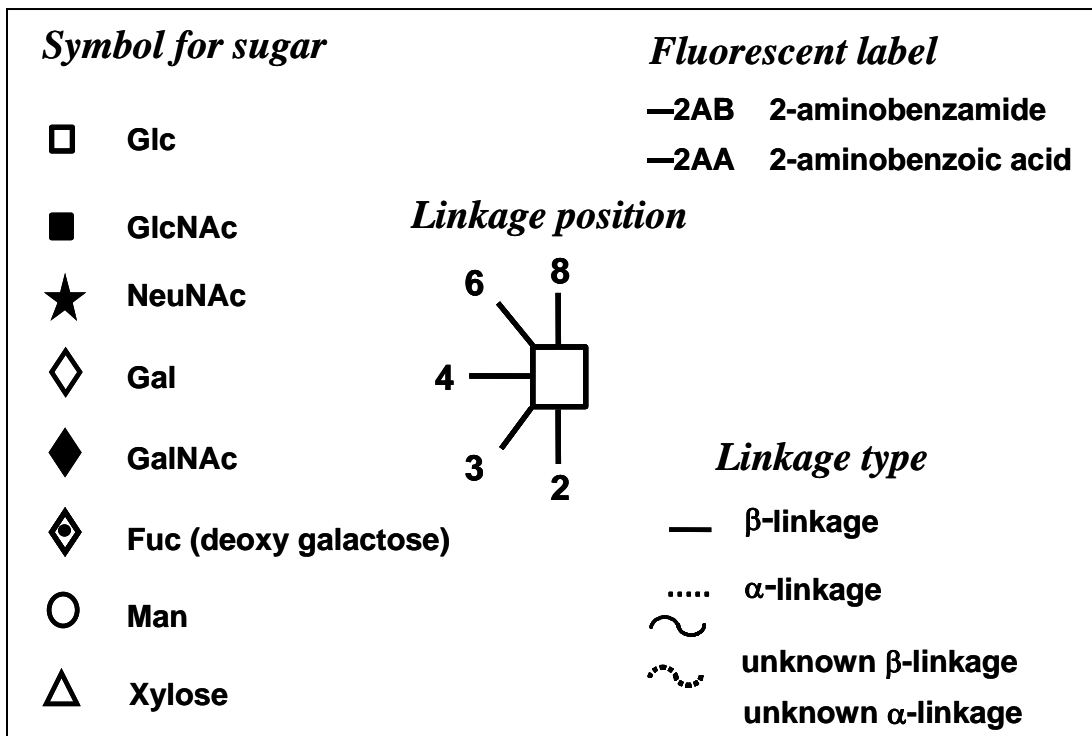 Symbol for sugar
Glc
GlcNAc
NeuNAc
Gal
GalNAc
Fuc (deoxy galactose)
Man
Xylose
Fluorescent label
—2AB 2-aminobenzamide
—2AA 2-aminobenzoic acid
Linkage position
6
8
4
3
2
Linkage type
β-linkage
α-linkage
unknown β-linkage
unknown α-linkage